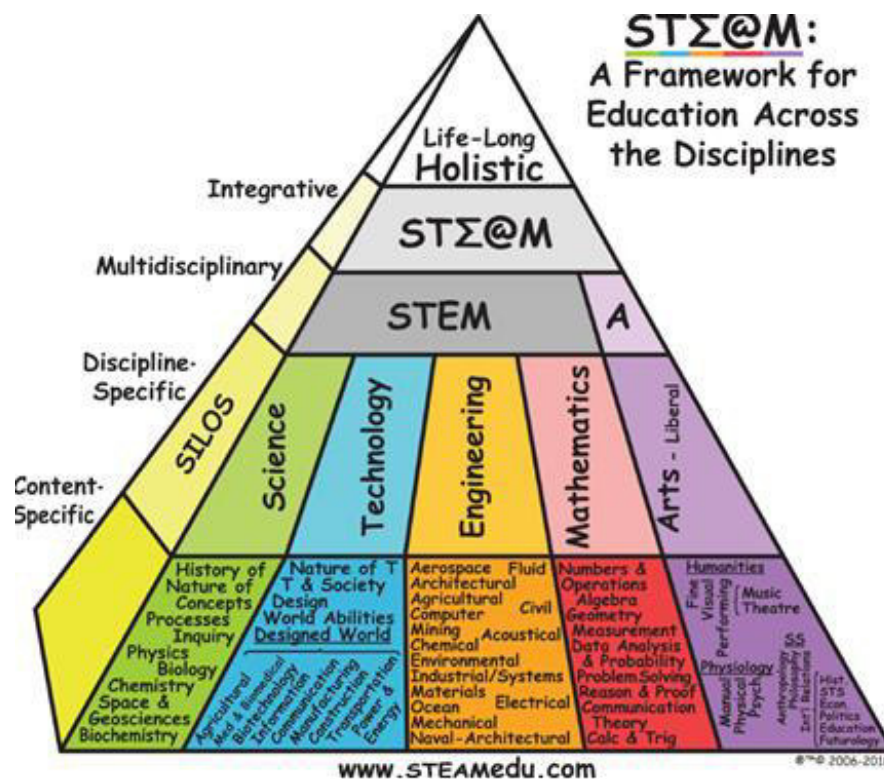 STΣ@M:
A Framework for
Education Across
the Disciplines
Life-Long
Holistic
Integrative
STΣ@M
Multidisciplinary
STEM
A
Discipline-
Specific
SILOS
Science
Technology
Engineering
Mathematics
Arts - Liberal
Content-
Specific
History of
Nature of
Concepts
Processes
Inquiry
Physics
Biology
Chemistry
Space &
Geosciences
Biochemistry
Nature of T
T & Society
Design
World Abilities
Designed World
Agricultural
Med & Biomedical
Biotechnology
Information
Communication
Manufacturing
Construction
Transportation
Power &
Energy
Aerospace Fluid
Architectural
Agricultural
Computer Civil
Mining
Acoustical
Chemical
Environmental
Industrial/Systems
Materials
Ocean Electrical
Mechanical
Naval-Architectural
Numbers &
Operations
Algebra
Geometry
Measurement
Data Analysis
& Probability
Problem Solving
Reason & Proof
Communication
Theory
Calc & Trig
Humanities
Fine
Visual
Performing
Music
Theatre
Physiology
Manual
Physical
Psych
SS
Anthropology
Philosophy
Int'l Relations
Hist.
STS
Econ
Politics
Education
Futurology
www.STEAMedu.com
®™© 2006-201